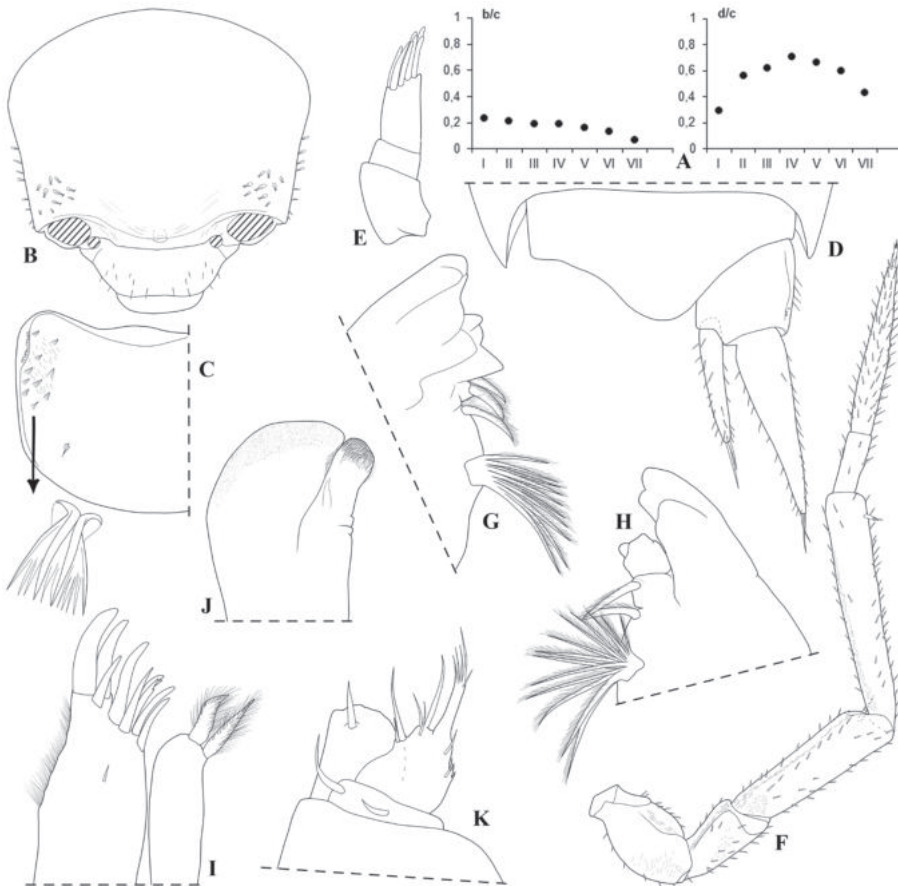 b/c
1
0,8
0,6
0,4
0,2
0
I II III IV V VI VII
d/c
1
0,8
0,6
0,4
0,2
0
I II III IV V VI VII
A
B
E
D
C
G
H
J
I
K
F